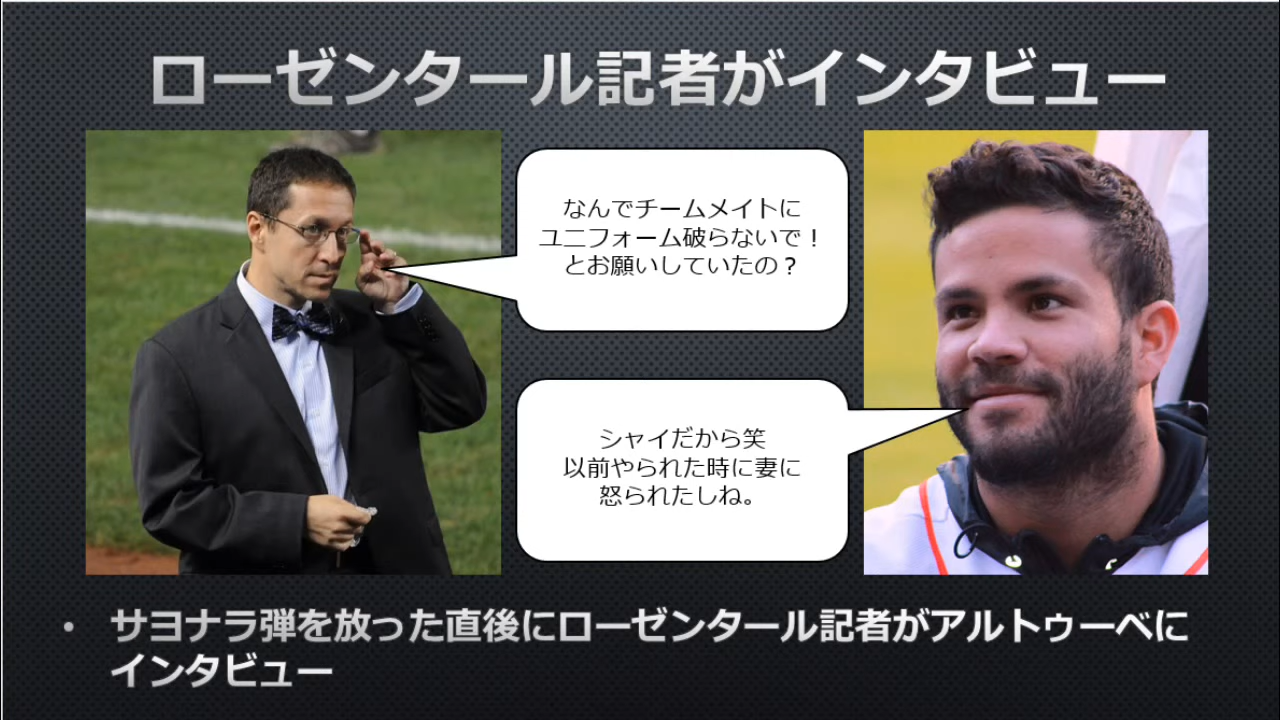 ローゼンタール記者がインタビュー
なんでチームメイトに
ユニフォーム破らないで！
とお願いしていたの？
シャイだから笑
以前やられた時に妻に
怒られたしね。
• サヨナラ弾を放った直後にローゼンタール記者がアルトゥーベに
インタビュー